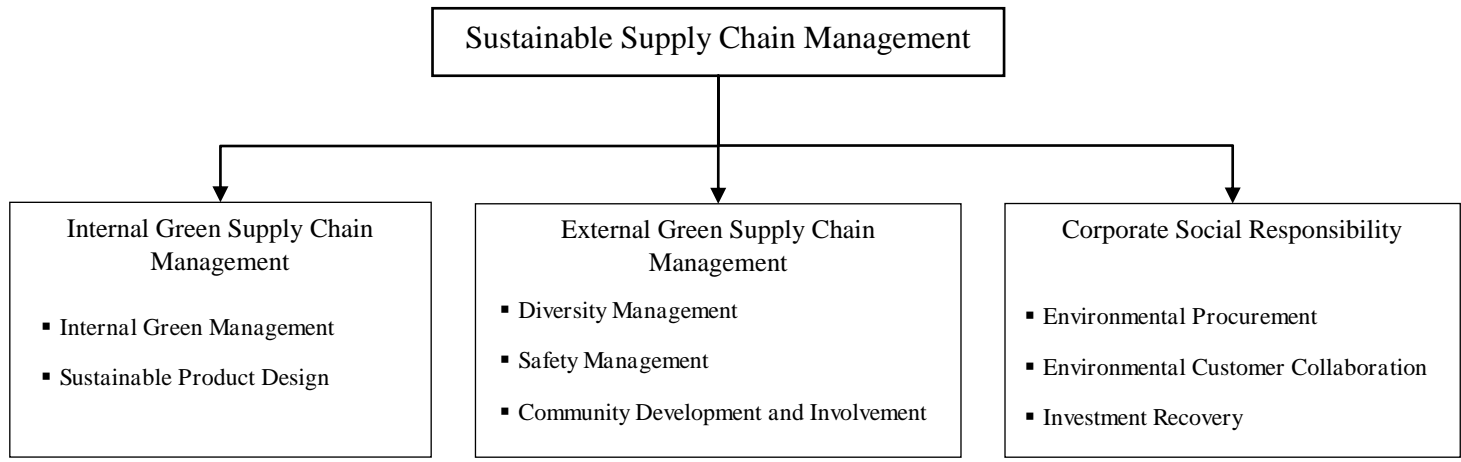 Sustainable Supply Chain Management
Internal Green Supply Chain
Management
▪ Internal Green Management
▪ Sustainable Product Design
External Green Supply Chain
Management
▪ Diversity Management
▪ Safety Management
▪ Community Development and Involvement
Corporate Social Responsibility
▪ Environmental Procurement
▪ Environmental Customer Collaboration
▪ Investment Recovery